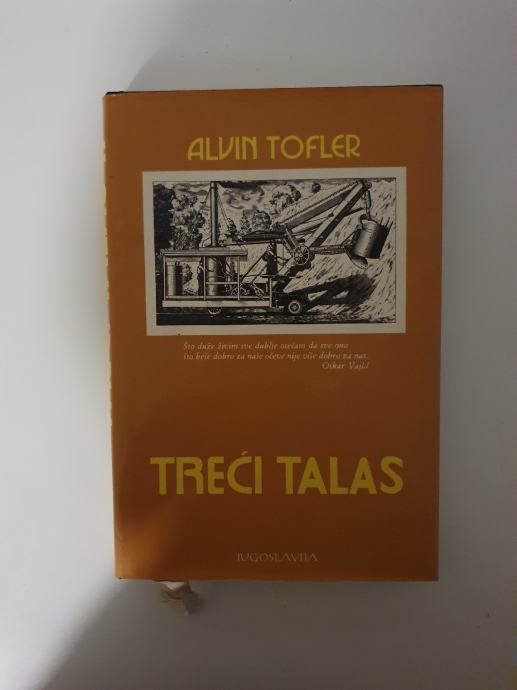 ALVIN TOFLER
Što duže živim sve dublje osećam da sve ono
što beše dobro za naše očeve nije više dobro za nas.
Oskar Vajld
TREĆI TALAS
JUGOSLAVIJA